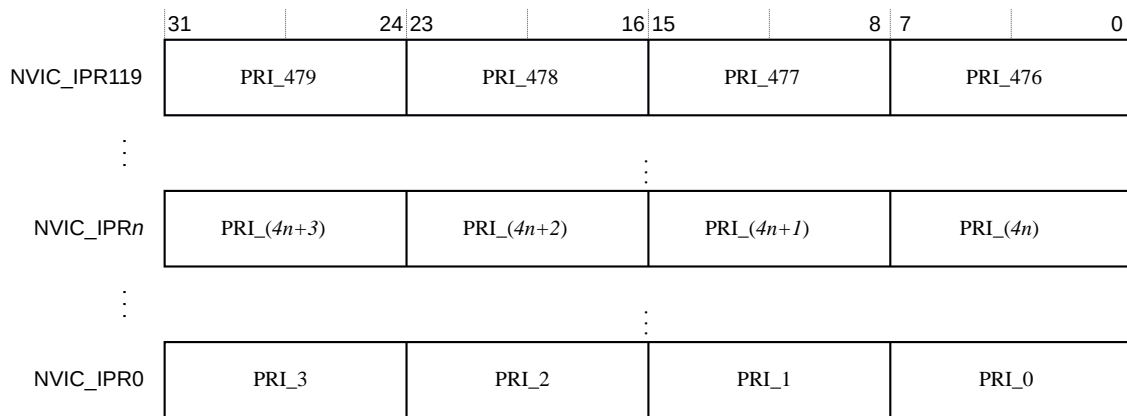 31 24 23 16 15 8 7 0
NVIC_IPR119 PRI_479 PRI_478 PRI_477 PRI_476
NVIC_IPRn PRI_(4n+3) PRI_(4n+2) PRI_(4n+1) PRI_(4n)
NVIC_IPR0 PRI_3 PRI_2 PRI_1 PRI_0